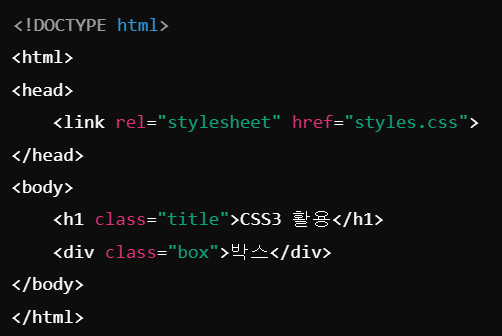 <!DOCTYPE html>
<html>
<head>
    <link rel="stylesheet" href="styles.css">
</head>
<body>
    <h1 class="title">CSS3 활용</h1>
    <div class="box">박스</div>
</body>
</html>